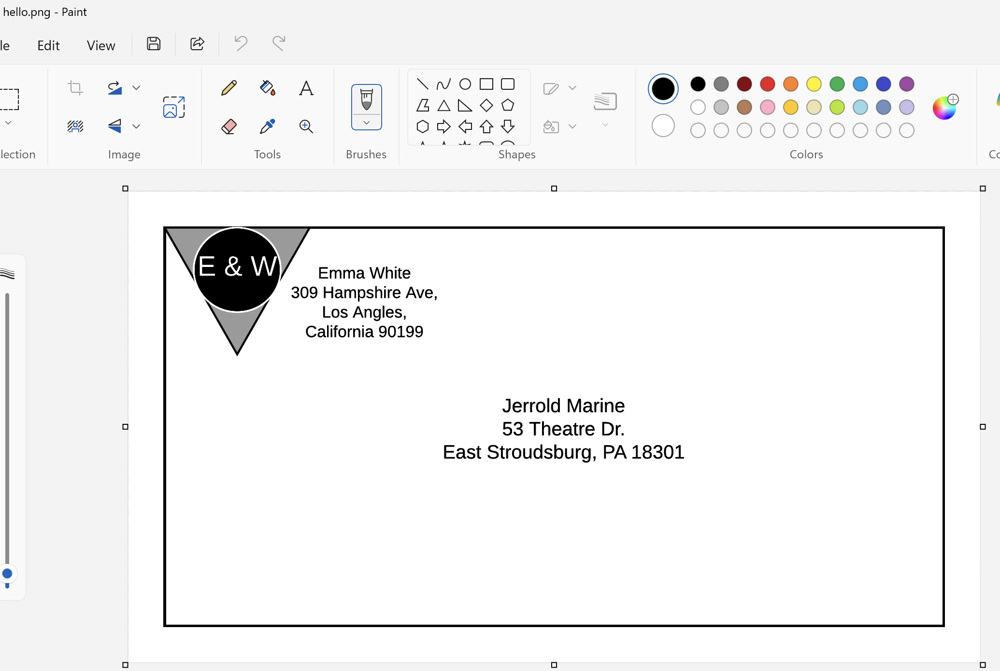 hello.png - Paint
le Edit View
lection Image Tools Brushes Shapes Colors Co
E & W
Emma White
309 Hampshire Ave,
Los Angles,
California 90199
Jerrold Marine
53 Theatre Dr.
East Stroudsburg, PA 18301